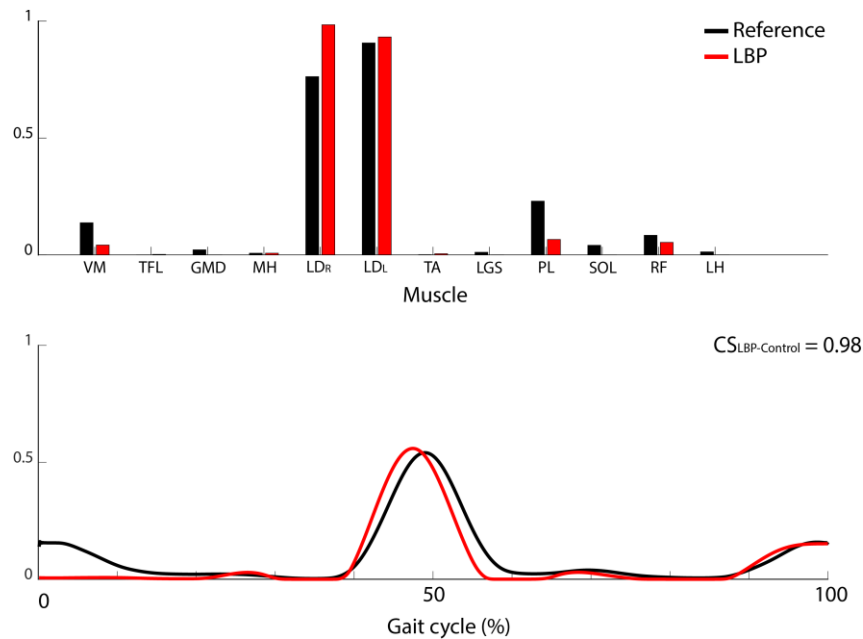 1
Reference
LBP
0.5
0
VM TFL GMD MH LDR LDL TA LGS PL SOL RF LH
Muscle
1
CSLBP-Control = 0.98
0.5
0
0 50 100
Gait cycle (%)